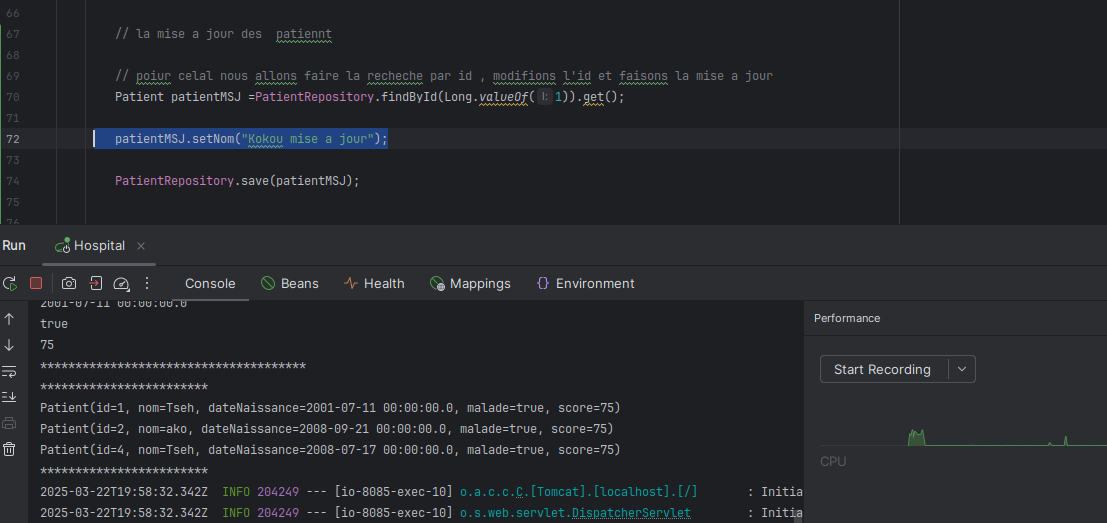 66
67 // la mise a jour des  patiennt
68
69 // poiur celal nous allons faire la recheche par id , modifions l'id et faisons la mise a jour
70 Patient patientMSJ =PatientRepository.findById(Long.valueOf( l: 1)).get();
71
72 patientMSJ.setNom("Kokou mise a jour");
73
74 PatientRepository.save(patientMSJ);
75
76
Run Hospital
Console Beans Health Mappings Environment
2001-07-11 00:00:00.0
true
75
**************************************
************************
Patient(id=1, nom=Tseh, dateNaissance=2001-07-11 00:00:00.0, malade=true, score=75)
Patient(id=2, nom=ako, dateNaissance=2008-09-21 00:00:00.0, malade=true, score=75)
Patient(id=4, nom=Tseh, dateNaissance=2008-07-17 00:00:00.0, malade=true, score=75)
************************
2025-03-22T19:58:32.342Z  INFO 204249 --- [io-8085-exec-10] o.a.c.c.C.[Tomcat].[localhost].[/]       : Initia
2025-03-22T19:58:32.342Z  INFO 204249 --- [io-8085-exec-10] o.s.web.servlet.DispatcherServlet        : Initia
Performance
Start Recording
CPU